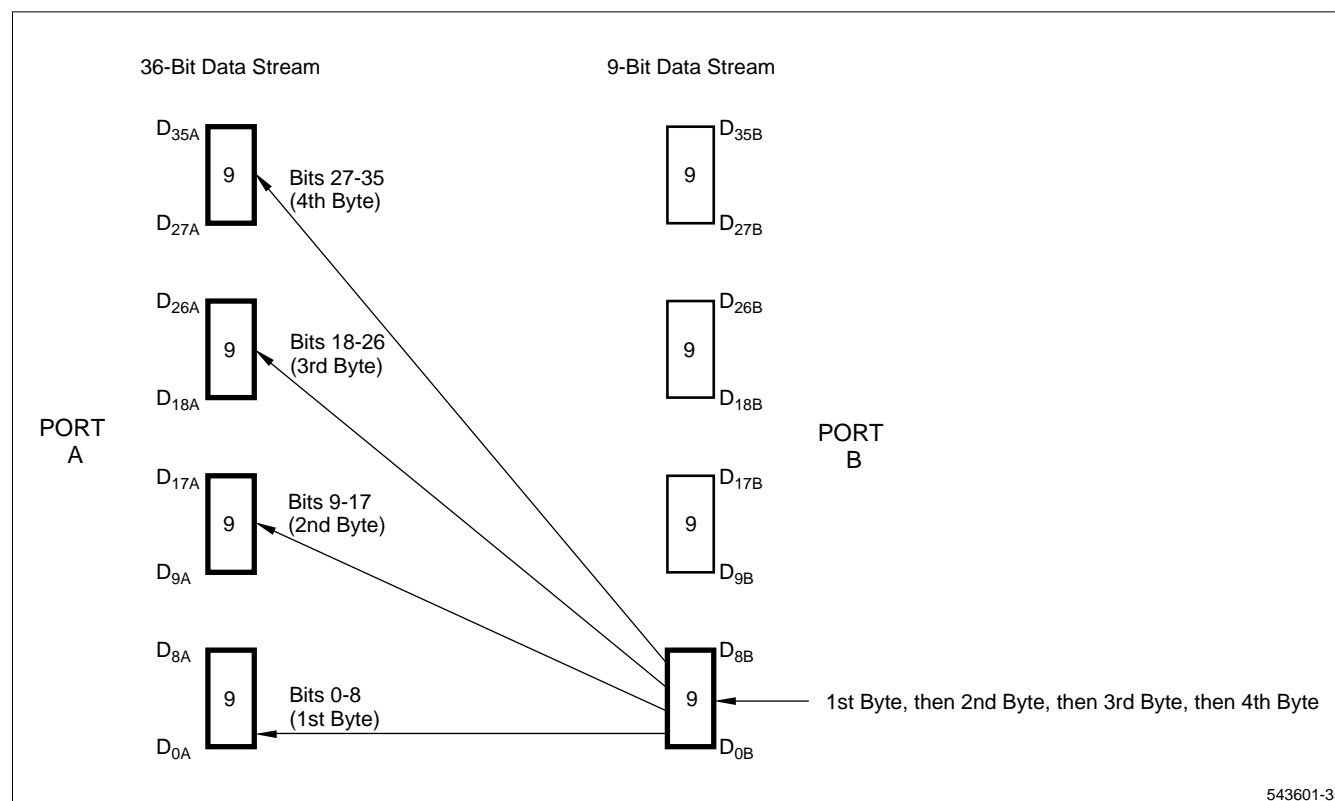 36-Bit Data Stream
9-Bit Data Stream
D35A
9
D27A
Bits 27-35
(4th Byte)
D35B
9
D27B
D26A
9
D18A
Bits 18-26
(3rd Byte)
D26B
9
D18B
PORT
A
PORT
B
D17A
9
D9A
Bits 9-17
(2nd Byte)
D17B
9
D9B
D8A
9
D0A
Bits 0-8
(1st Byte)
D8B
9
D0B
1st Byte, then 2nd Byte, then 3rd Byte, then 4th Byte